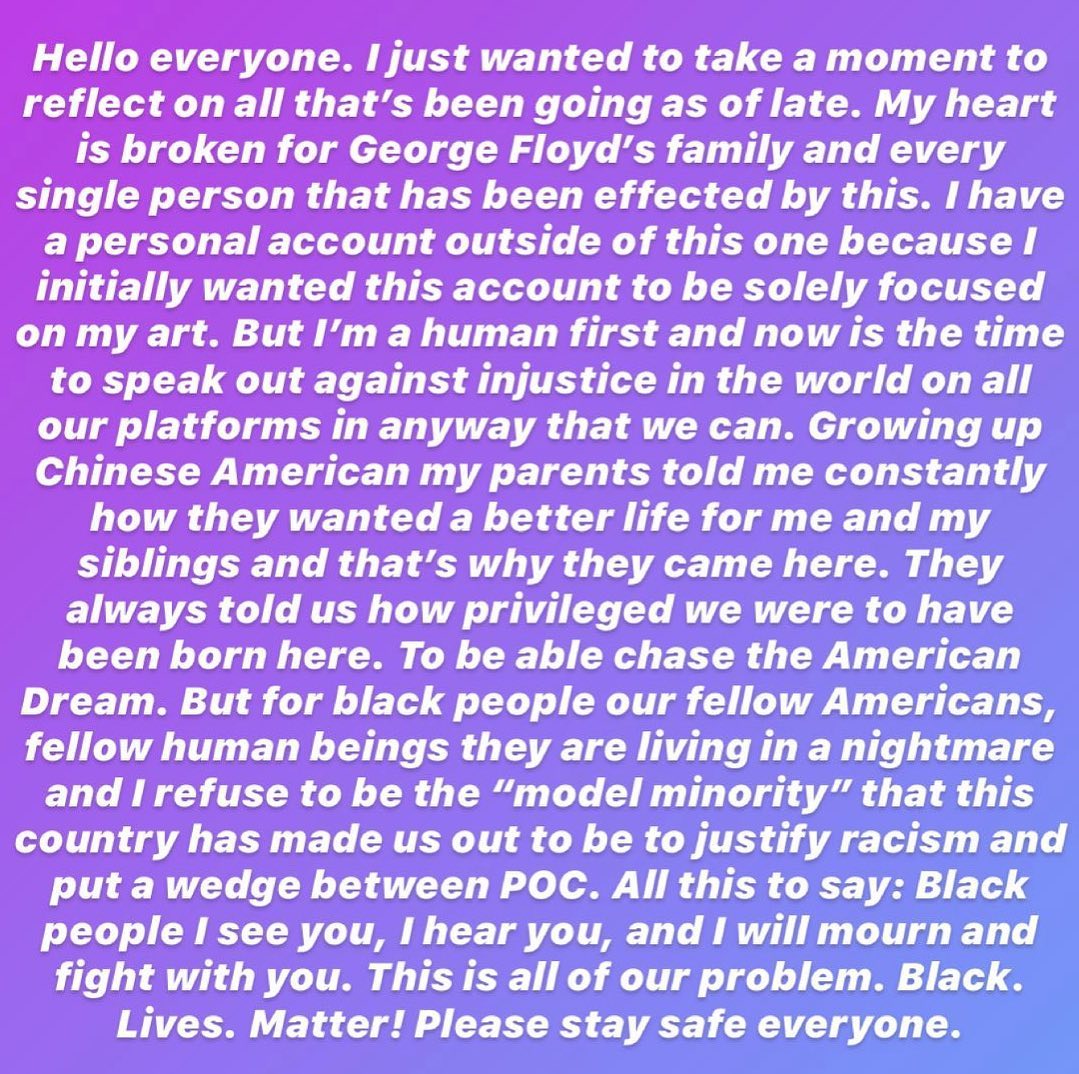 Hello everyone. I just wanted to take a moment to
reflect on all that’s been going as of late. My heart
is broken for George Floyd’s family and every
single person that has been effected by this. I have
a personal account outside of this one because I
initially wanted this account to be solely focused
on my art. But I’m a human first and now is the time
to speak out against injustice in the world on all
our platforms in anyway that we can. Growing up
Chinese American my parents told me constantly
how they wanted a better life for me and my
siblings and that’s why they came here. They
always told us how privileged we were to have
been born here. To be able chase the American
Dream. But for black people our fellow Americans,
fellow human beings they are living in a nightmare
and I refuse to be the “model minority” that this
country has made us out to be to justify racism and
put a wedge between POC. All this to say: Black
people I see you, I hear you, and I will mourn and
fight with you. This is all of our problem. Black.
Lives. Matter! Please stay safe everyone.